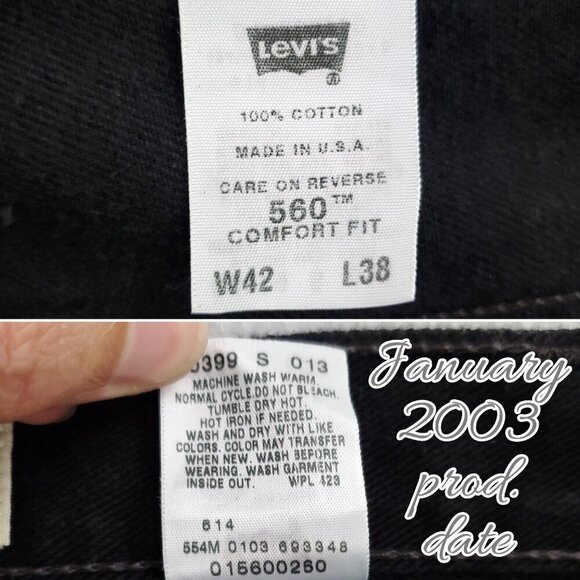 Levi's
®
100% COTTON
MADE IN U.S.A.
CARE ON REVERSE
560™
COMFORT FIT
W42 L38
0399 S 013
MACHINE WASH WARM,
NORMAL CYCLE.DO NOT BLEACH.
TUMBLE DRY HOT.
HOT IRON IF NEEDED.
WASH AND DRY WITH LIKE
COLORS. COLOR MAY TRANSFER
WHEN NEW. WASH BEFORE
WEARING. WASH GARMENT
INSIDE OUT. WPL 423
614
554M 0103 693348
015600260
January
2003
prod.
date